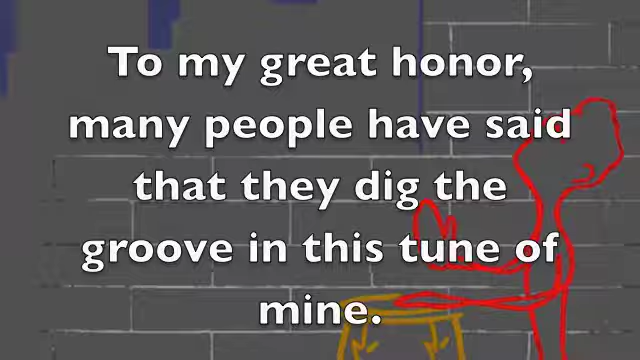 To my great honor,
many people have said
that they dig the
groove in this tune of
mine.